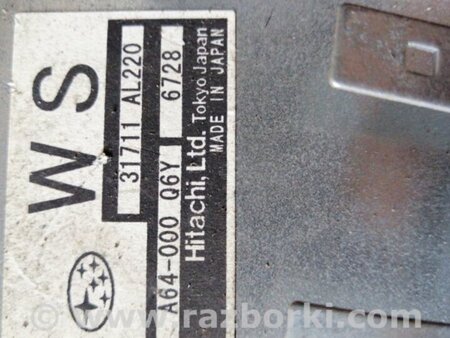 W S
31711 AL220
A64-000 Q6Y 6728
Hitachi, Ltd. Tokyo Japan
MADE IN JAPAN
www.razborki.com